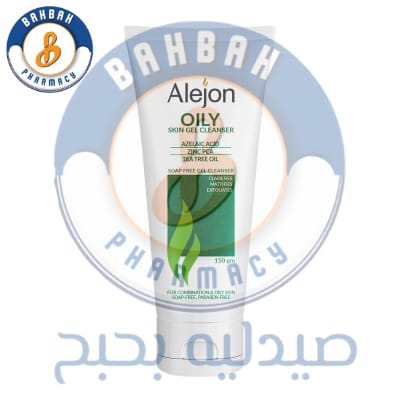 BAHBAH
PHARMACY
BAHBAH
Alejon
OILY
SKIN GEL CLEANSER
AZELAIC ACID
ZINC PCA
TEA TREE OIL
SOAP FREE GEL CLEANSER
CLARIFIES
MATTIFIES
EXFOLIATES
150 gm
PHARMACY
FOR COMBINATION & OILY SKIN
SOAP-FREE, PARABEN-FREE
صيدليه بحبح